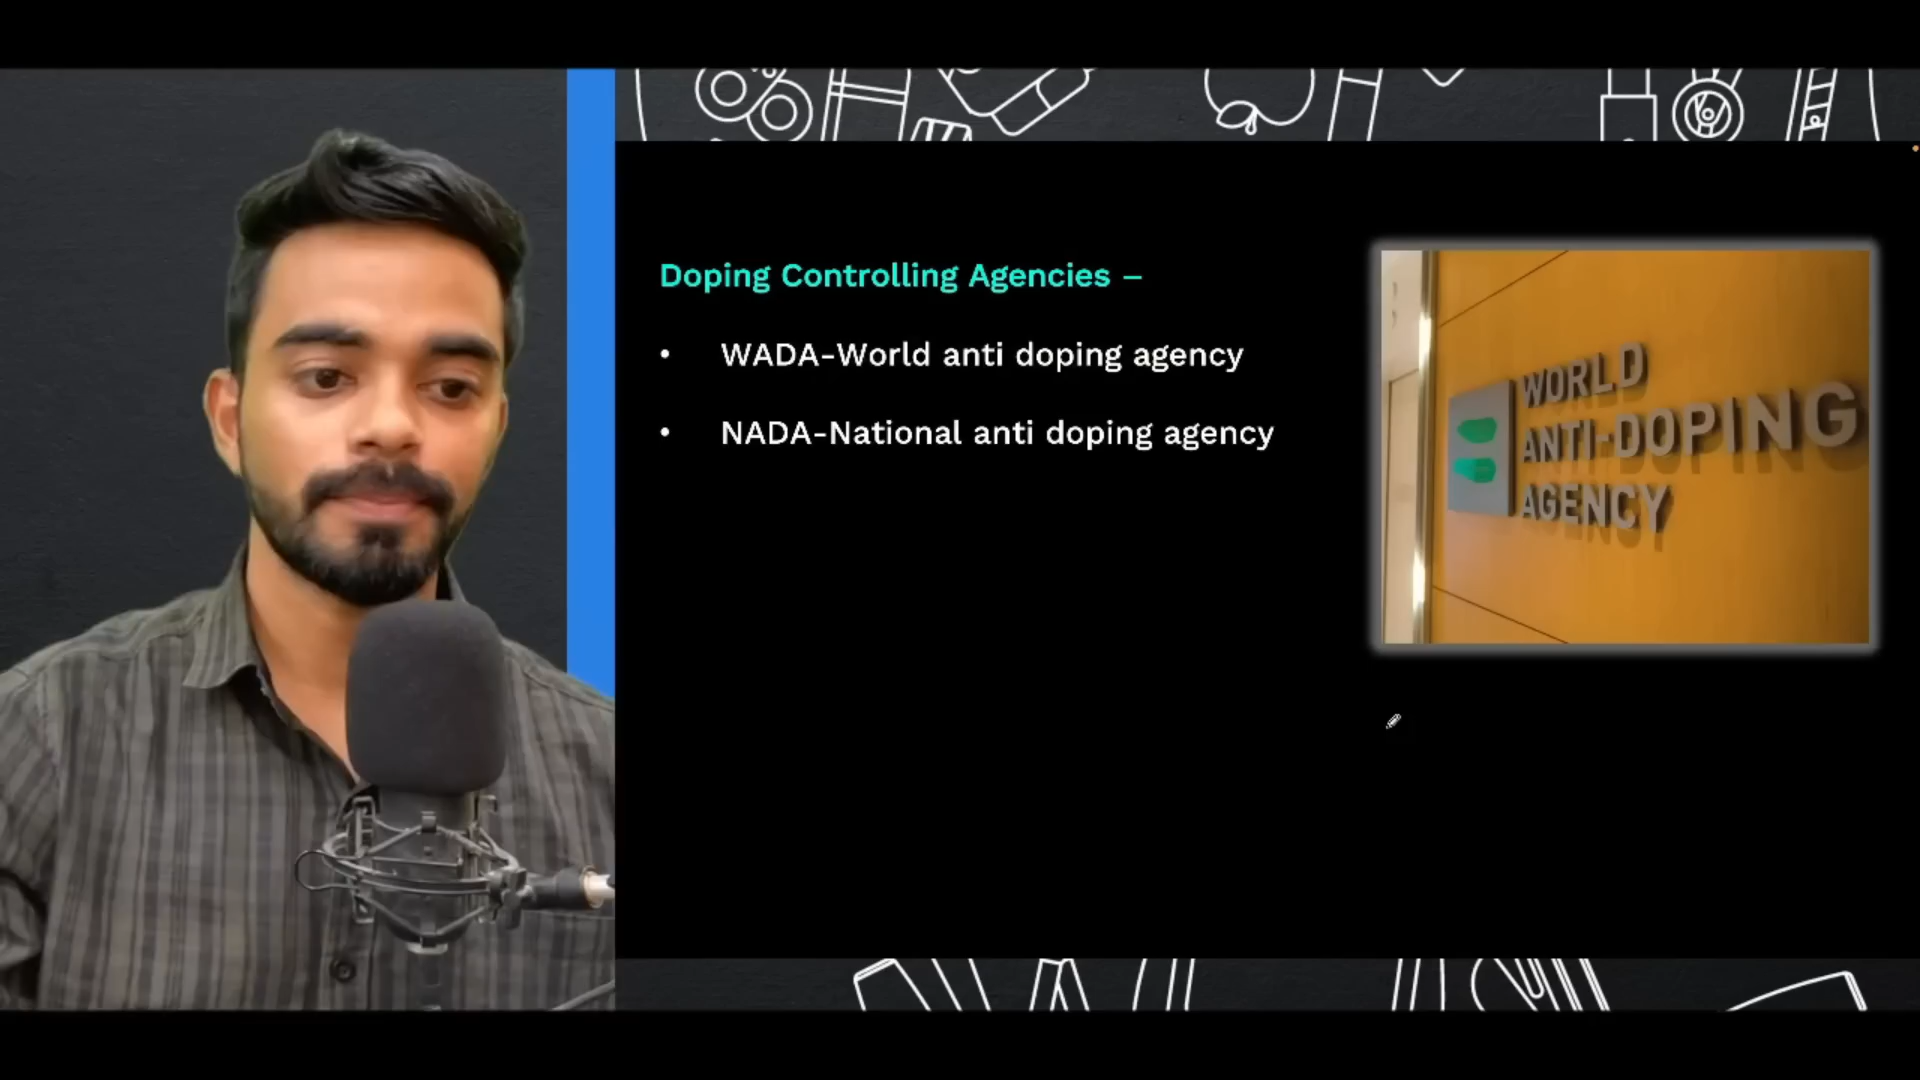 Doping Controlling Agencies –
• WADA-World anti doping agency
• NADA-National anti doping agency
WORLD
ANTI-DOPING
AGENCY